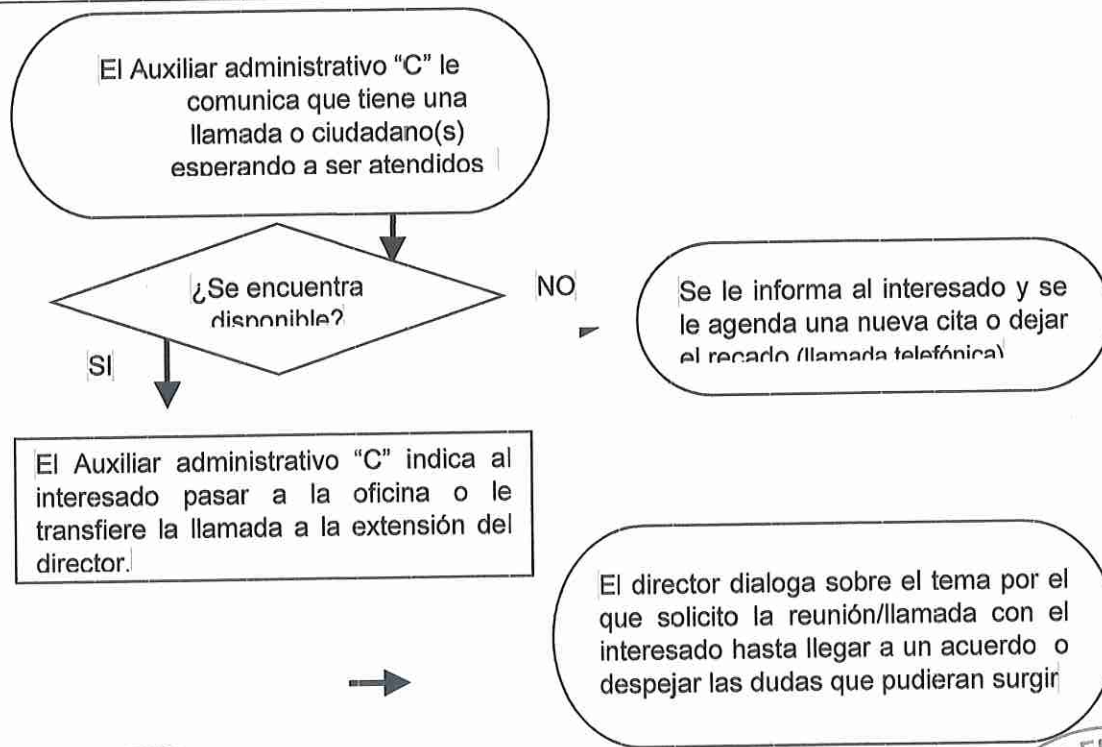 El Auxiliar administrativo “C” le
comunica que tiene una
llamada o ciudadano(s)
esperando a ser atendidos
¿Se encuentra
disponible?
NO
Se le informa al interesado y se
le agenda una nueva cita o dejar
el recado (llamada telefónica)
SI
El Auxiliar administrativo “C” indica al
interesado pasar a la oficina o le
transfiere la llamada a la extensión del
director.
El director dialoga sobre el tema por el
que solicito la reunión/llamada con el
interesado hasta llegar a un acuerdo o
despejar las dudas que pudieran surgir